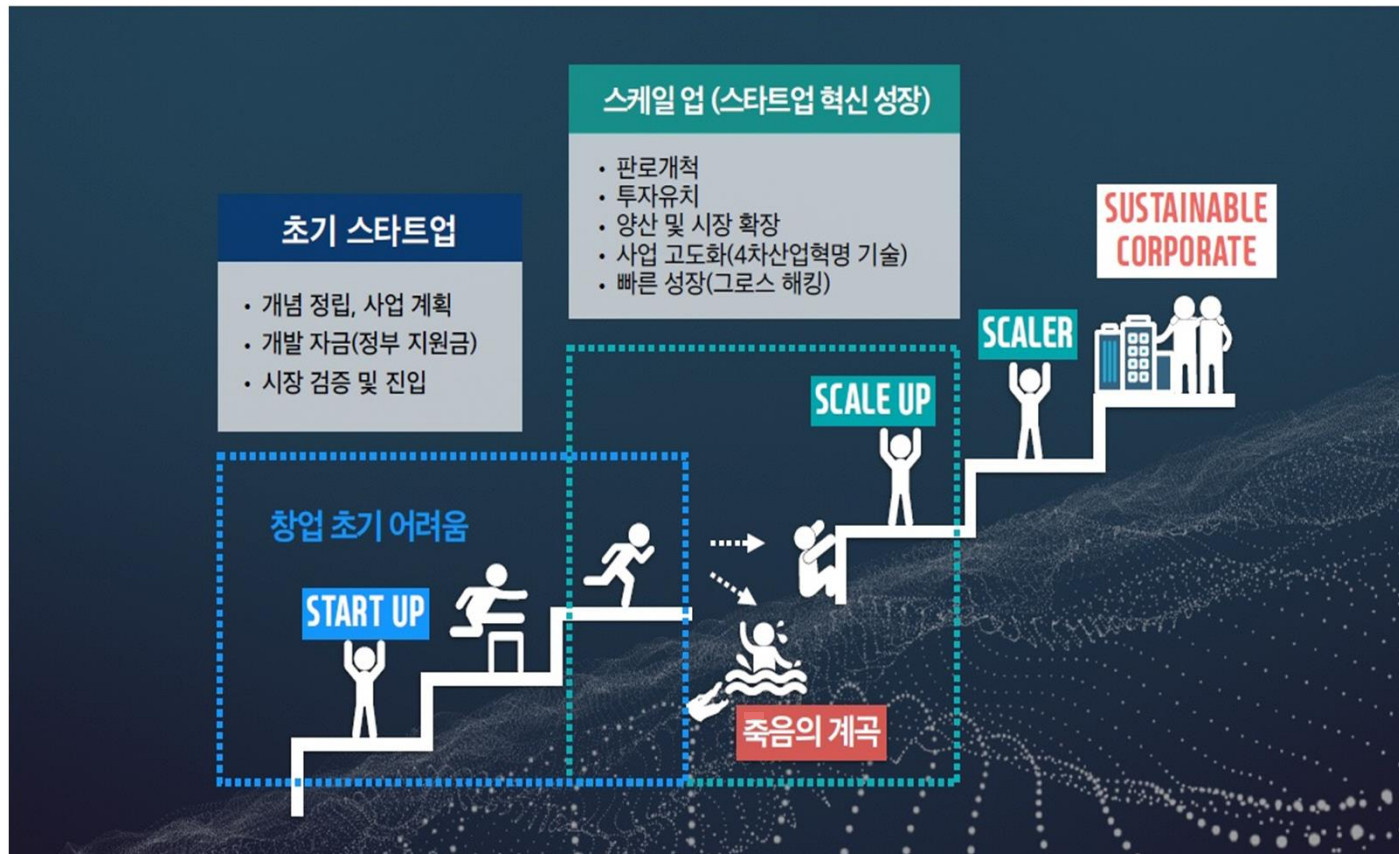 스케일 업 (스타트업 혁신 성장)
• 판로개척
• 투자유치
• 양산 및 시장 확장
• 사업 고도화(4차산업혁명 기술)
• 빠른 성장(그로스 해킹)
초기 스타트업
• 개념 정립, 사업 계획
• 개발 자금(정부 지원금)
• 시장 검증 및 진입
SUSTAINABLE
CORPORATE
SCALER
SCALE UP
창업 초기 어려움
START UP
죽음의 계곡